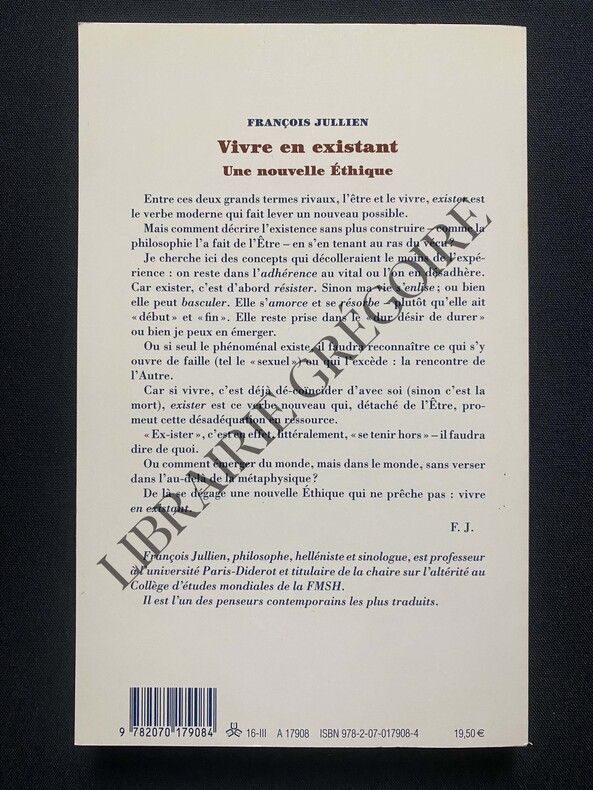 FRANÇOIS JULLIEN
Vivre en existant
Une nouvelle Éthique
Entre ces deux grands termes rivaux, l'être et le vivre, exister est
le verbe moderne qui fait lever un nouveau possible.
Mais comment décrire l'existence sans plus construire – comme la
philosophie l'a fait de l'Être – en s'en tenant au ras du vécu ?
Je cherche ici des concepts qui décolleraient le moins de l'expé-
rience : on reste dans l'adhérence au vital ou l'on en désadhère.
Car exister, c'est d'abord résister. Sinon ma vie s'enlise ; ou bien
elle peut basculer. Elle s'amorce et se résorbe – plutôt qu'elle ait
« début » et « fin ». Elle reste prise dans le « dur désir de durer »
ou bien je peux en émerger.
Ou si seul le phénoménal existe, il faudra reconnaître ce qui s'y
ouvre de faille (tel le « sexuel ») ou qui l'excède : la rencontre de
l'Autre.
Car si vivre, c'est déjà dé-coïncider d'avec soi (sinon c'est la
mort), exister est ce verbe nouveau qui, détaché de l'Être, pro-
meut cette désadéquation en ressource.
« Ex-ister », c'est en effet, littéralement, « se tenir hors » – il faudra
dire de quoi.
Ou comment émerger du monde, mais dans le monde, sans verser
dans l'au-delà de la métaphysique ?
De là se dégage une nouvelle Éthique qui ne prêche pas : vivre
en existant.
F. J.
François Jullien, philosophe, helléniste et sinologue, est professeur
à l'université Paris-Diderot et titulaire de la chaire sur l'altérité au
Collège d'études mondiales de la FMSH.
Il est l'un des penseurs contemporains les plus traduits.
LIBRAIRIE GREGOIRE
9 782070 179084
16-III A 17908 ISBN 978-2-07-017908-4 19,50 €